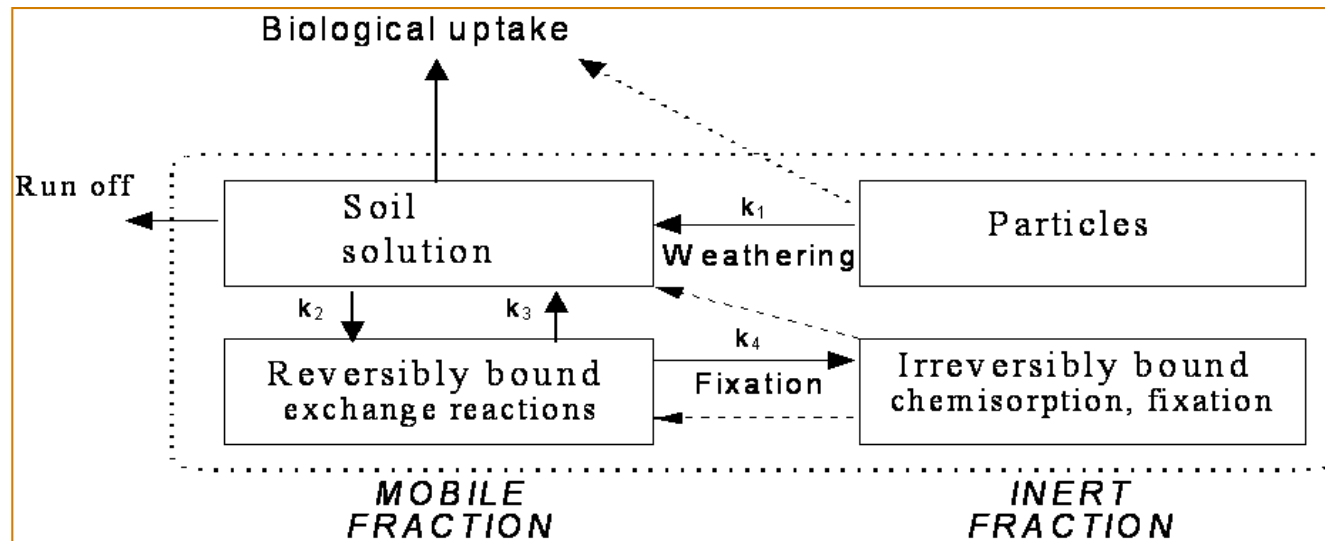 Biological uptake
Run off
Soil
solution
k₁
Weathering
Particles
k₂
k₃
Reversibly bound
exchange reactions
k₄
Fixation
Irreversibly bound
chemisorption, fixation
MOBILE
FRACTION
INERT
FRACTION